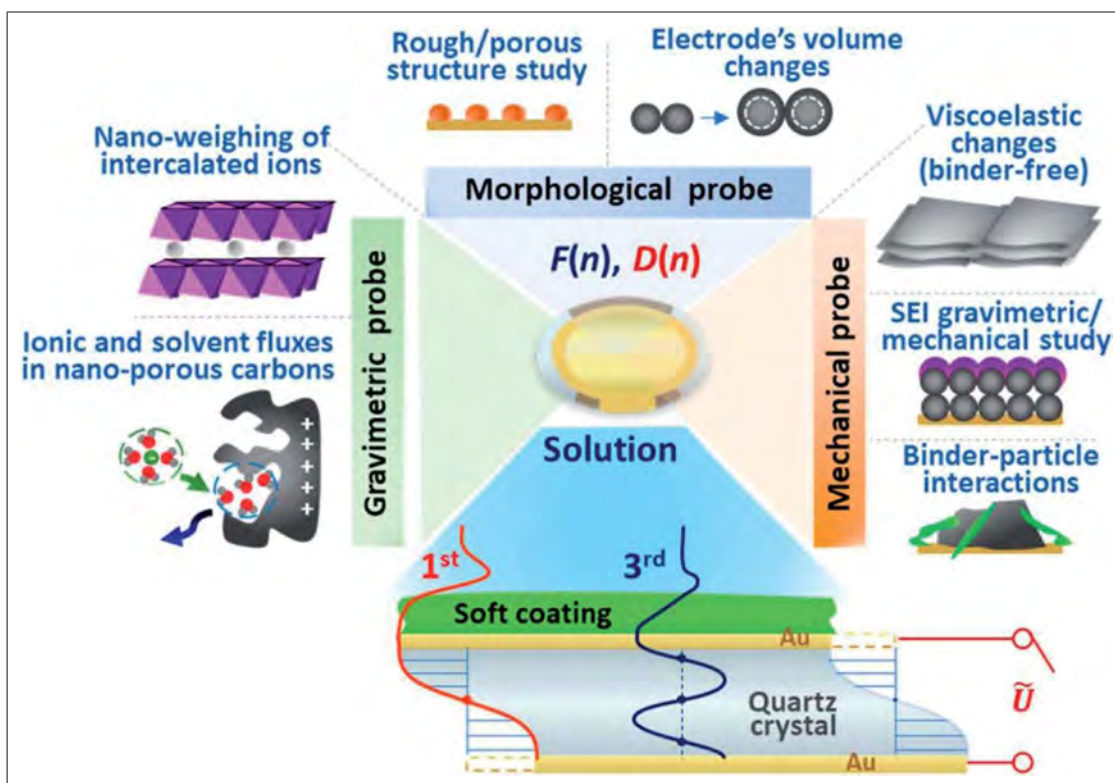 Rough/porous
structure study
Electrode's volume
changes
Nano-weighing of
intercalated ions
Viscoelastic
changes
(binder-free)
Morphological probe
F(n), D(n)
Gravimetric probe
Mechanical probe
Ionic and solvent fluxes
in nano-porous carbons
+
+
+
+
+
SEI gravimetric/
mechanical study
Binder-particle
interactions
Solution
1st
3rd
Soft coating
Au
Quartz
crystal
Ũ
Au